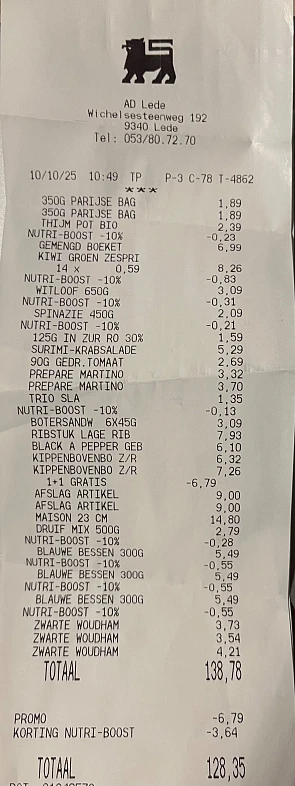 AD Lede
Wichelsesteenweg 192
9340 Lede
Tel: 053/80.72.70
10/10/25 10:49 TP P-3 C-78 T-4862
***
350G PARIJSE BAG 1,89
350G PARIJSE BAG 1,89
THIJM POT BIO 2,39
NUTRI-BOOST -10% -0,23
GEMENGD BOEKET 6,99
KIWI GROEN ZESPRI
14 x 0,59 8,26
NUTRI-BOOST -10% -0,83
WITLOOF 650G 3,09
NUTRI-BOOST -10% -0,31
SPINAZIE 450G 2,09
NUTRI-BOOST -10% -0,21
125G IN ZUR RO 30% 1,59
SURIMI-KRABSALADE 5,29
90G GEDR.TOMAAT 2,69
PREPARE MARTINO 3,32
PREPARE MARTINO 3,70
TRIO SLA 1,35
NUTRI-BOOST -10% -0,13
BOTERSANDW 6X45G 3,09
RIBSTUK LAGE RIB 7,93
BLACK A PEPPER GEB 6,10
KIPPENBOVENBO Z/R 6,32
KIPPENBOVENBO Z/R 7,26
1+1 GRATIS -6,79
AFSLAG ARTIKEL 9,00
AFSLAG ARTIKEL 9,00
MAISON 23 CM 14,80
DRUIF MIX 500G 2,79
NUTRI-BOOST -10% -0,28
BLAUWE BESSEN 300G 5,49
NUTRI-BOOST -10% -0,55
BLAUWE BESSEN 300G 5,49
NUTRI-BOOST -10% -0,55
BLAUWE BESSEN 300G 5,49
NUTRI-BOOST -10% -0,55
ZWARTE WOUDHAM 3,73
ZWARTE WOUDHAM 3,54
ZWARTE WOUDHAM 4,21
TOTAAL 138,78
PROMO -6,79
KORTING NUTRI-BOOST -3,64
TOTAAL 128,35